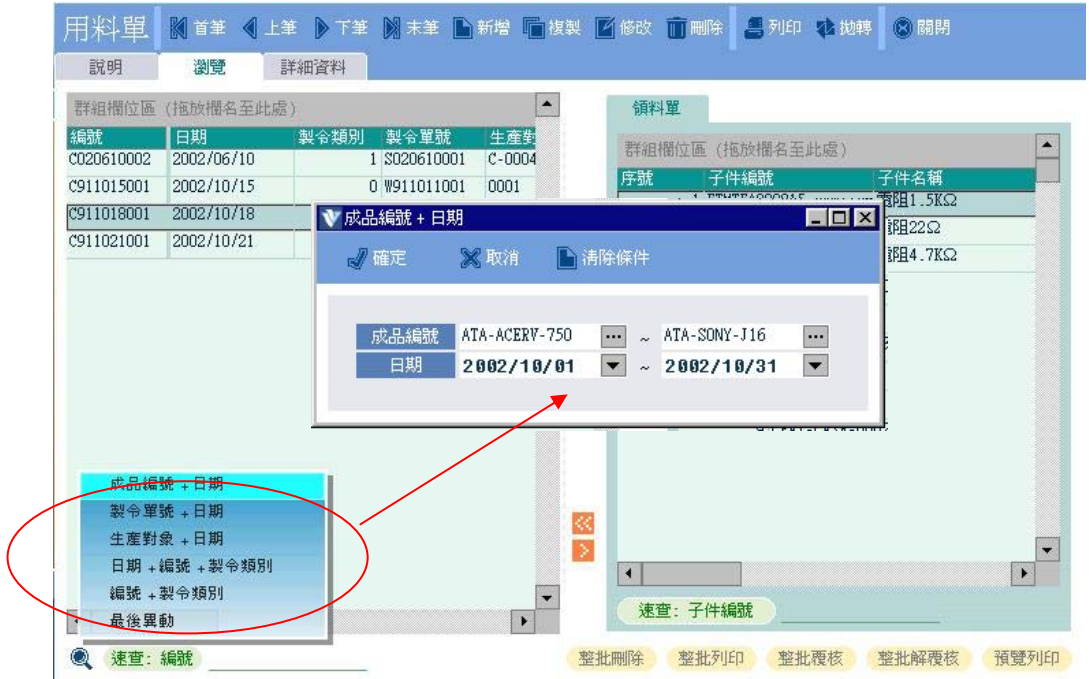 用料單 首筆 上筆 下筆 末筆 新增 複製 修改 刪除 列印 拋轉 關閉
說明 瀏覽 詳細資料
群組欄位區 (拖放欄名至此處)
編號 日期 製令類別 製令單號 生產對
C020610002 2002/06/10 1 S020610001 C-0004
C911015001 2002/10/15 0 W911011001 0001
C911018001 2002/10/18
C911021001 2002/10/21
領料單
群組欄位區 (拖放欄名至此處)
序號 子件編號 子件名稱
電阻1.5KΩ
電阻22Ω
電阻4.7KΩ
成品編號 + 日期
確定 取消 清除條件
成品編號 ATA-ACERV-750 ... ~ ATA-SONY-J16 ...
日期 2002/10/01 ~ 2002/10/31
成品編號 + 日期
製令單號 + 日期
生產對象 + 日期
日期 + 編號 + 製令類別
編號 + 製令類別
最後異動
速查: 子件編號
速查: 編號
整批刪除 整批列印 整批覆核 整批解覆核 預覽列印